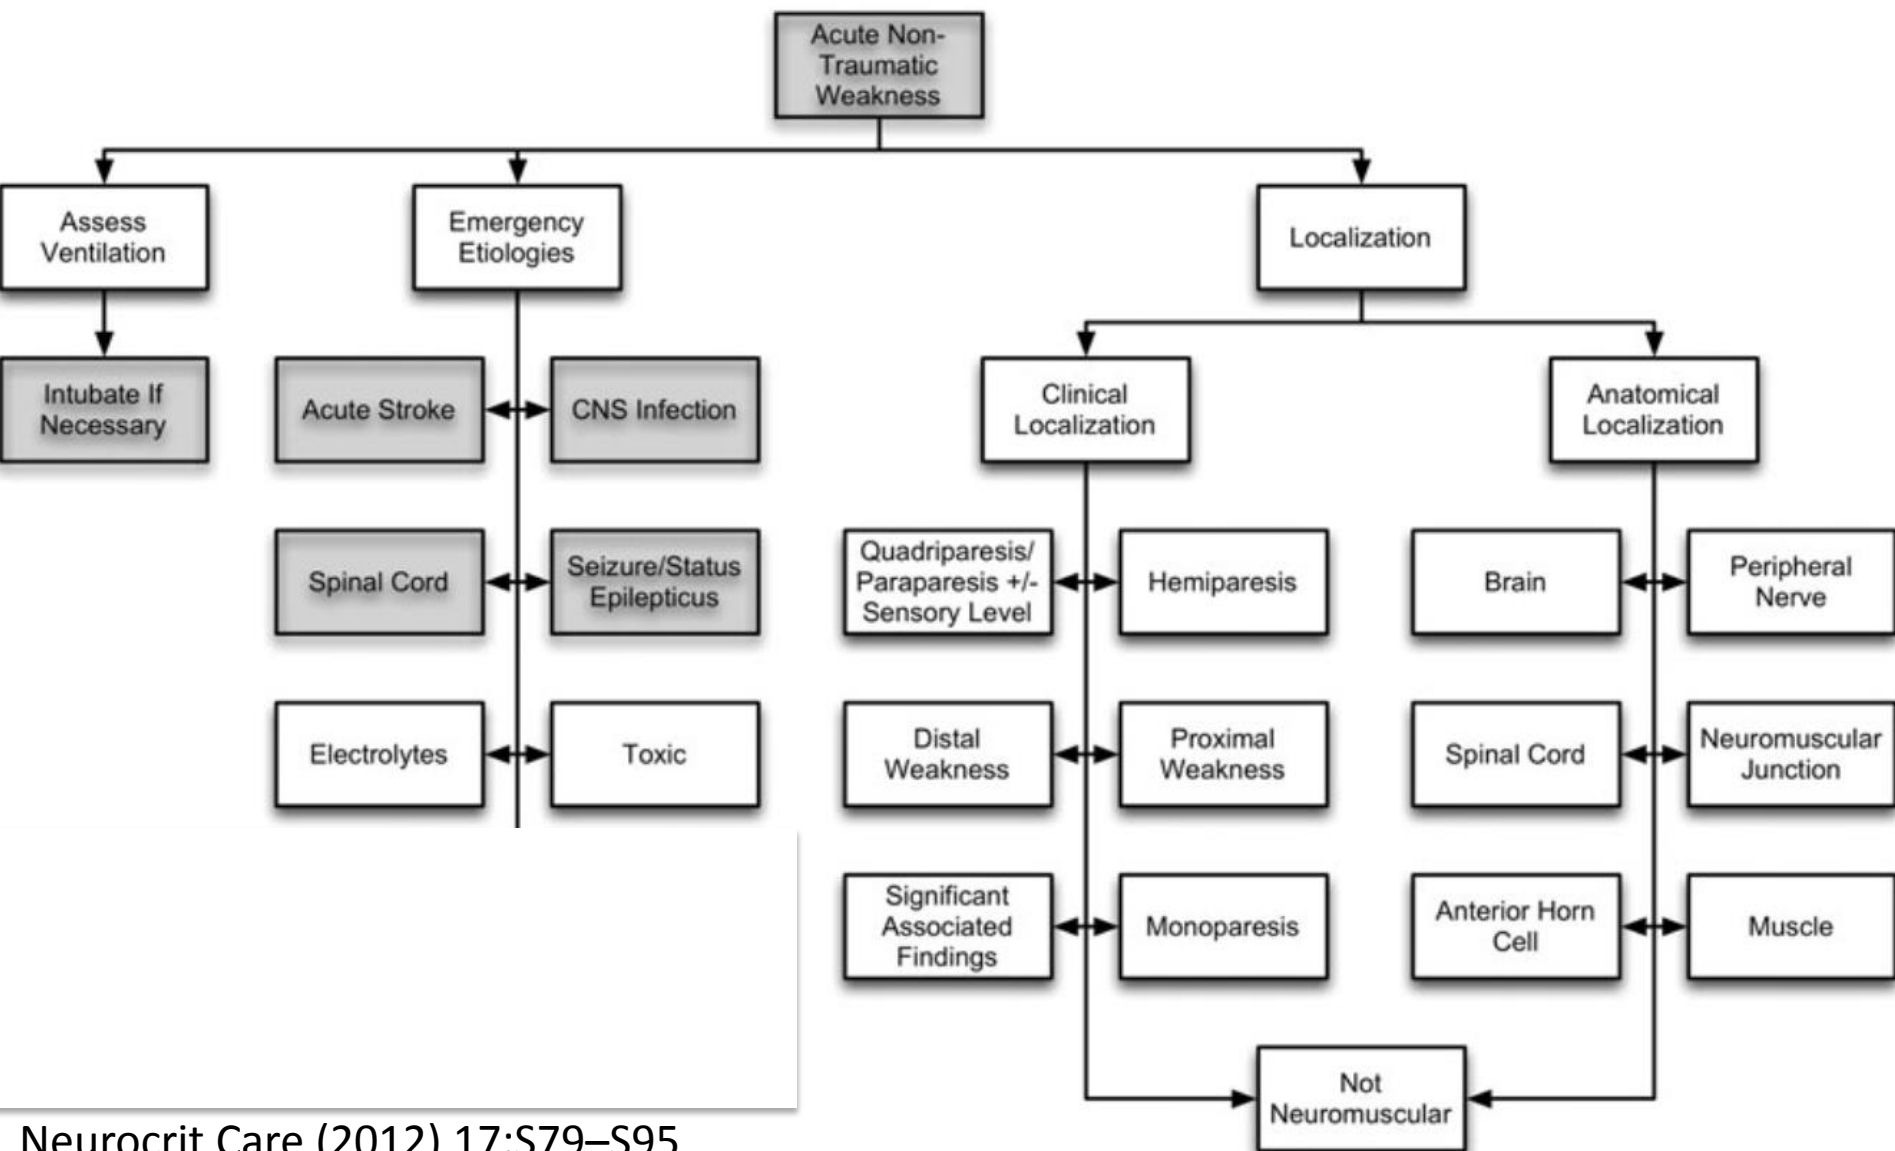 Acute Non-
Traumatic
Weakness
Assess
Ventilation
Emergency
Etiologies
Localization
Intubate If
Necessary
Acute Stroke
CNS Infection
Clinical
Localization
Anatomical
Localization
Spinal Cord
Seizure/Status
Epilepticus
Quadriparesis/
Paraparesis +/-
Sensory Level
Hemiparesis
Brain
Peripheral
Nerve
Electrolytes
Toxic
Distal
Weakness
Proximal
Weakness
Spinal Cord
Neuromuscular
Junction
Significant
Associated
Findings
Monoparesis
Anterior Horn
Cell
Muscle
Not
Neuromuscular
Neurocrit Care (2012) 17:S79–S95